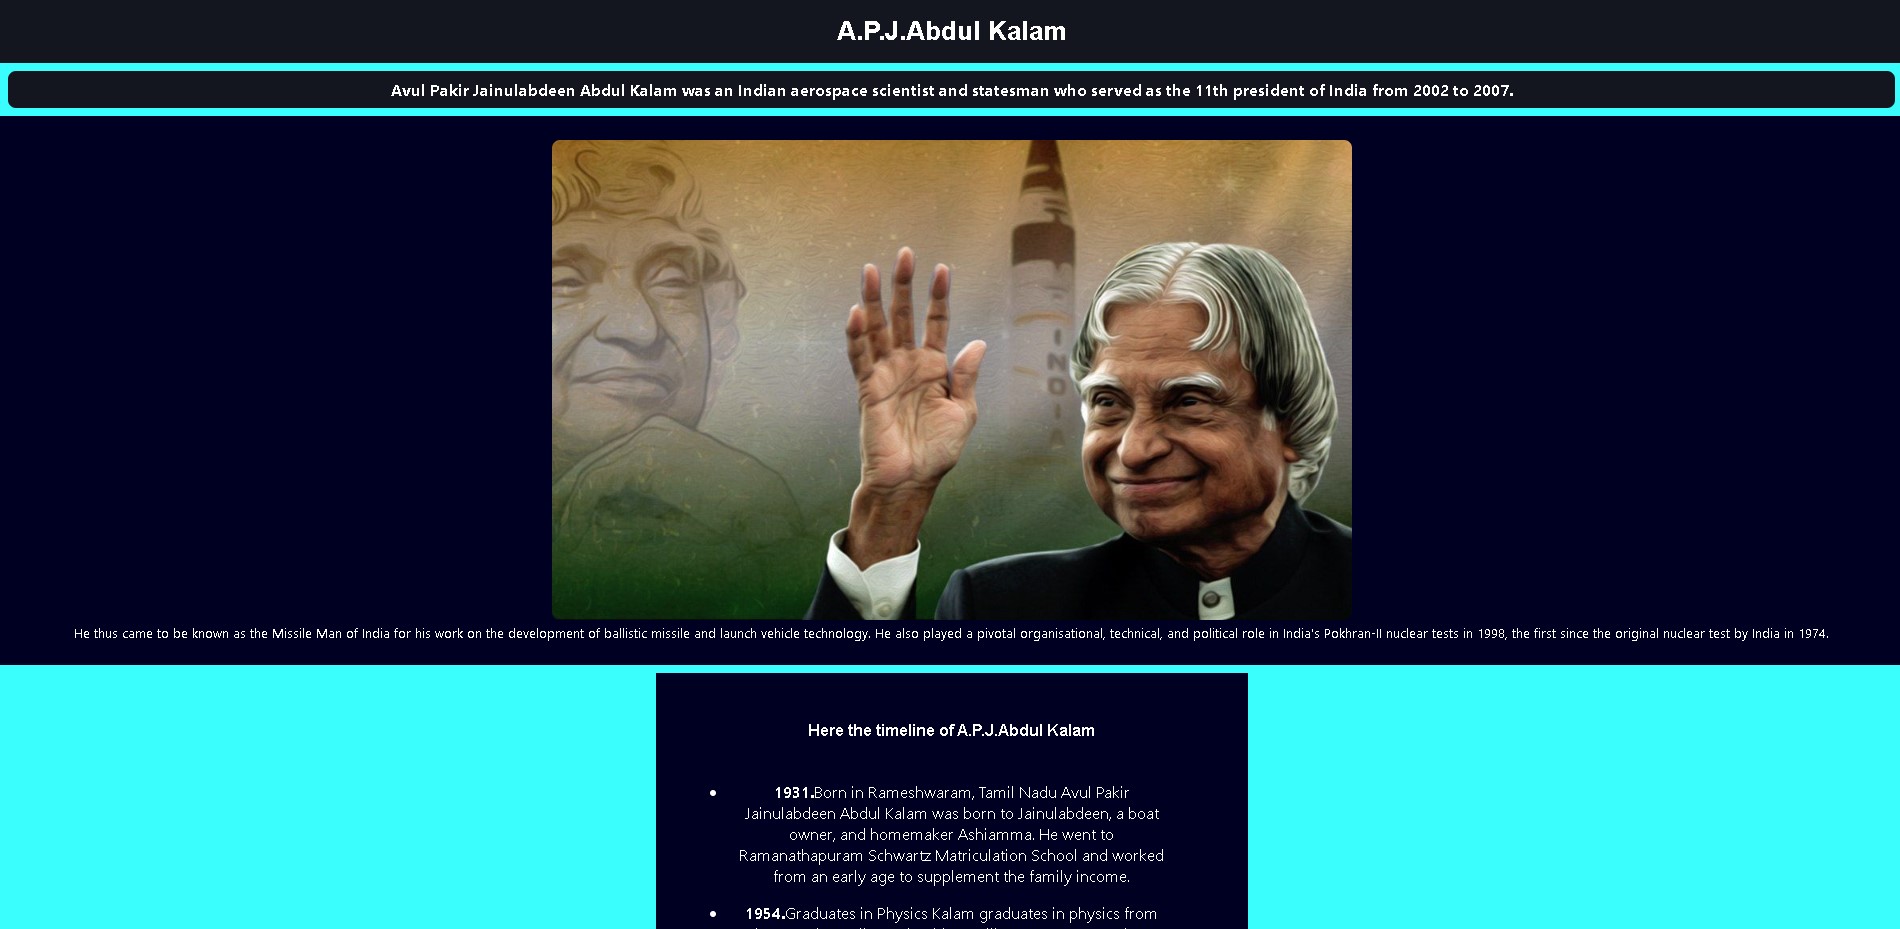 A.P.J.Abdul Kalam
Avul Pakir Jainulabdeen Abdul Kalam was an Indian aerospace scientist and statesman who served as the 11th president of India from 2002 to 2007.
INDIA
He thus came to be known as the Missile Man of India for his work on the development of ballistic missile and launch vehicle technology. He also played a pivotal organisational, technical, and political role in India's Pokhran-II nuclear tests in 1998, the first since the original nuclear test by India in 1974.
Here the timeline of A.P.J.Abdul Kalam
1931.Born in Rameshwaram, Tamil Nadu Avul Pakir
Jainulabdeen Abdul Kalam was born to Jainulabdeen, a boat
owner, and homemaker Ashiamma. He went to
Ramanathapuram Schwartz Matriculation School and worked
from an early age to supplement the family income.
1954.Graduates in Physics Kalam graduates in physics from